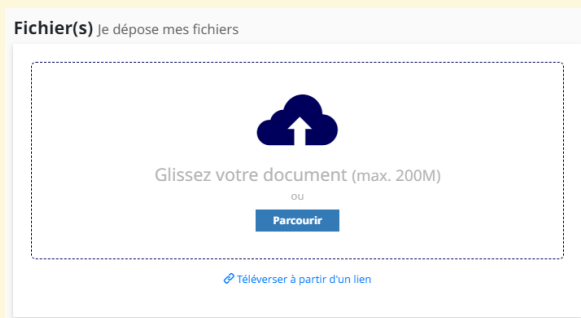 Fichier(s) Je dépose mes fichiers
Glissez votre document (max. 200M)
ou
Parcourir
Téléverser à partir d'un lien